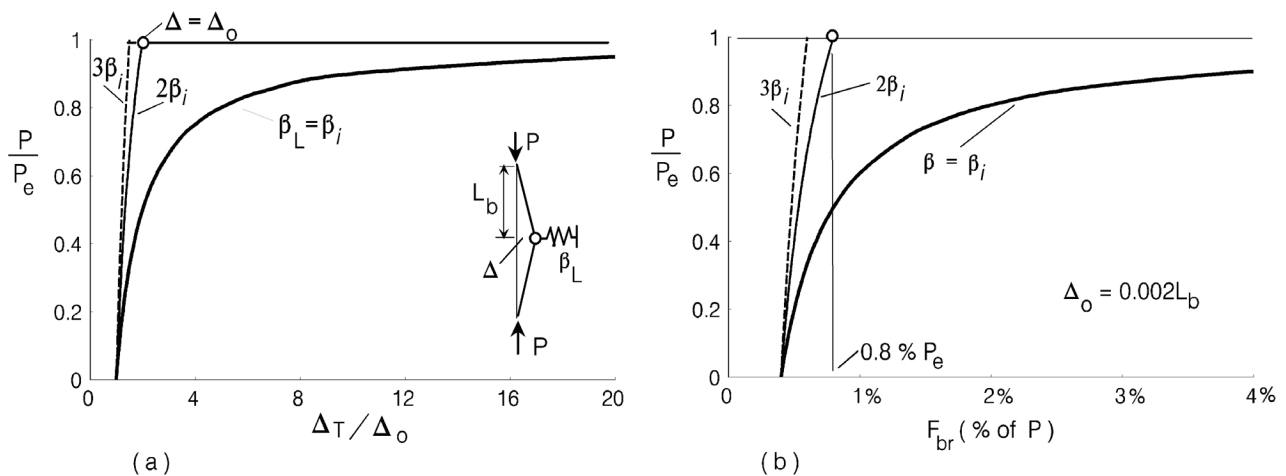 Δ = Δo
1
3βi
2βi
0.8
βL = βi
P
Pe
0.6
0.4
0.2
0
P
Lb
Δ
βL
P
0 4 8 12 16 20
ΔT / Δo
(a)
1
3βi
2βi
0.8
P
Pe
0.6
β = βi
0.4
Δo = 0.002Lb
0.2
0.8 % Pe
0
0 1% 2% 3% 4%
Fbr ( % of P )
(b)